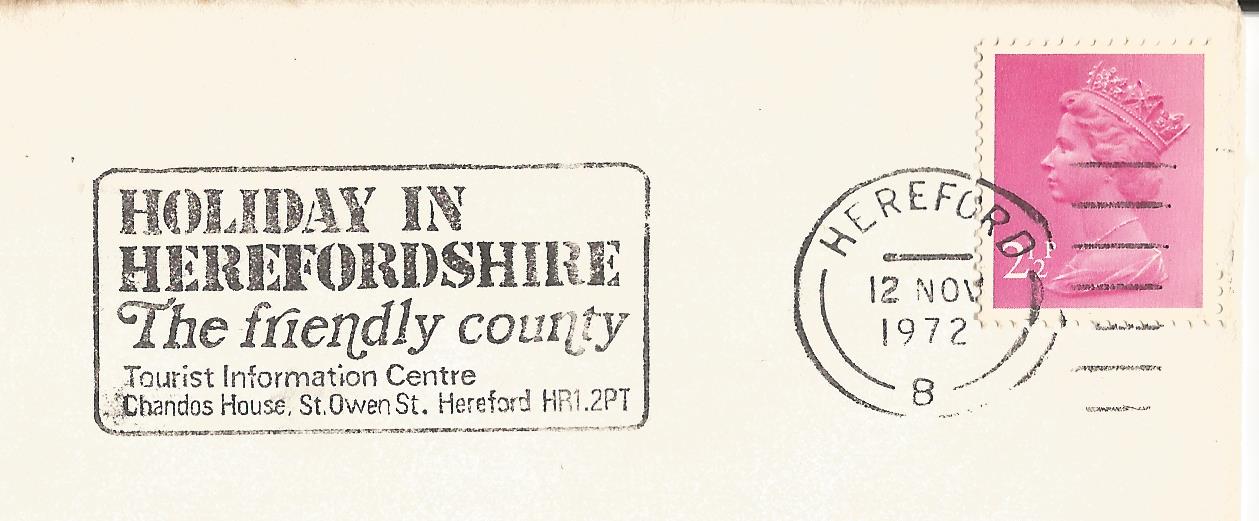 HOLIDAY IN
HEREFORDSHIRE
The friendly county
Tourist Information Centre
Chandos House, St. Owen St. Hereford HR1.2PT
HEREFORD
12 NOV
1972
8
2½P